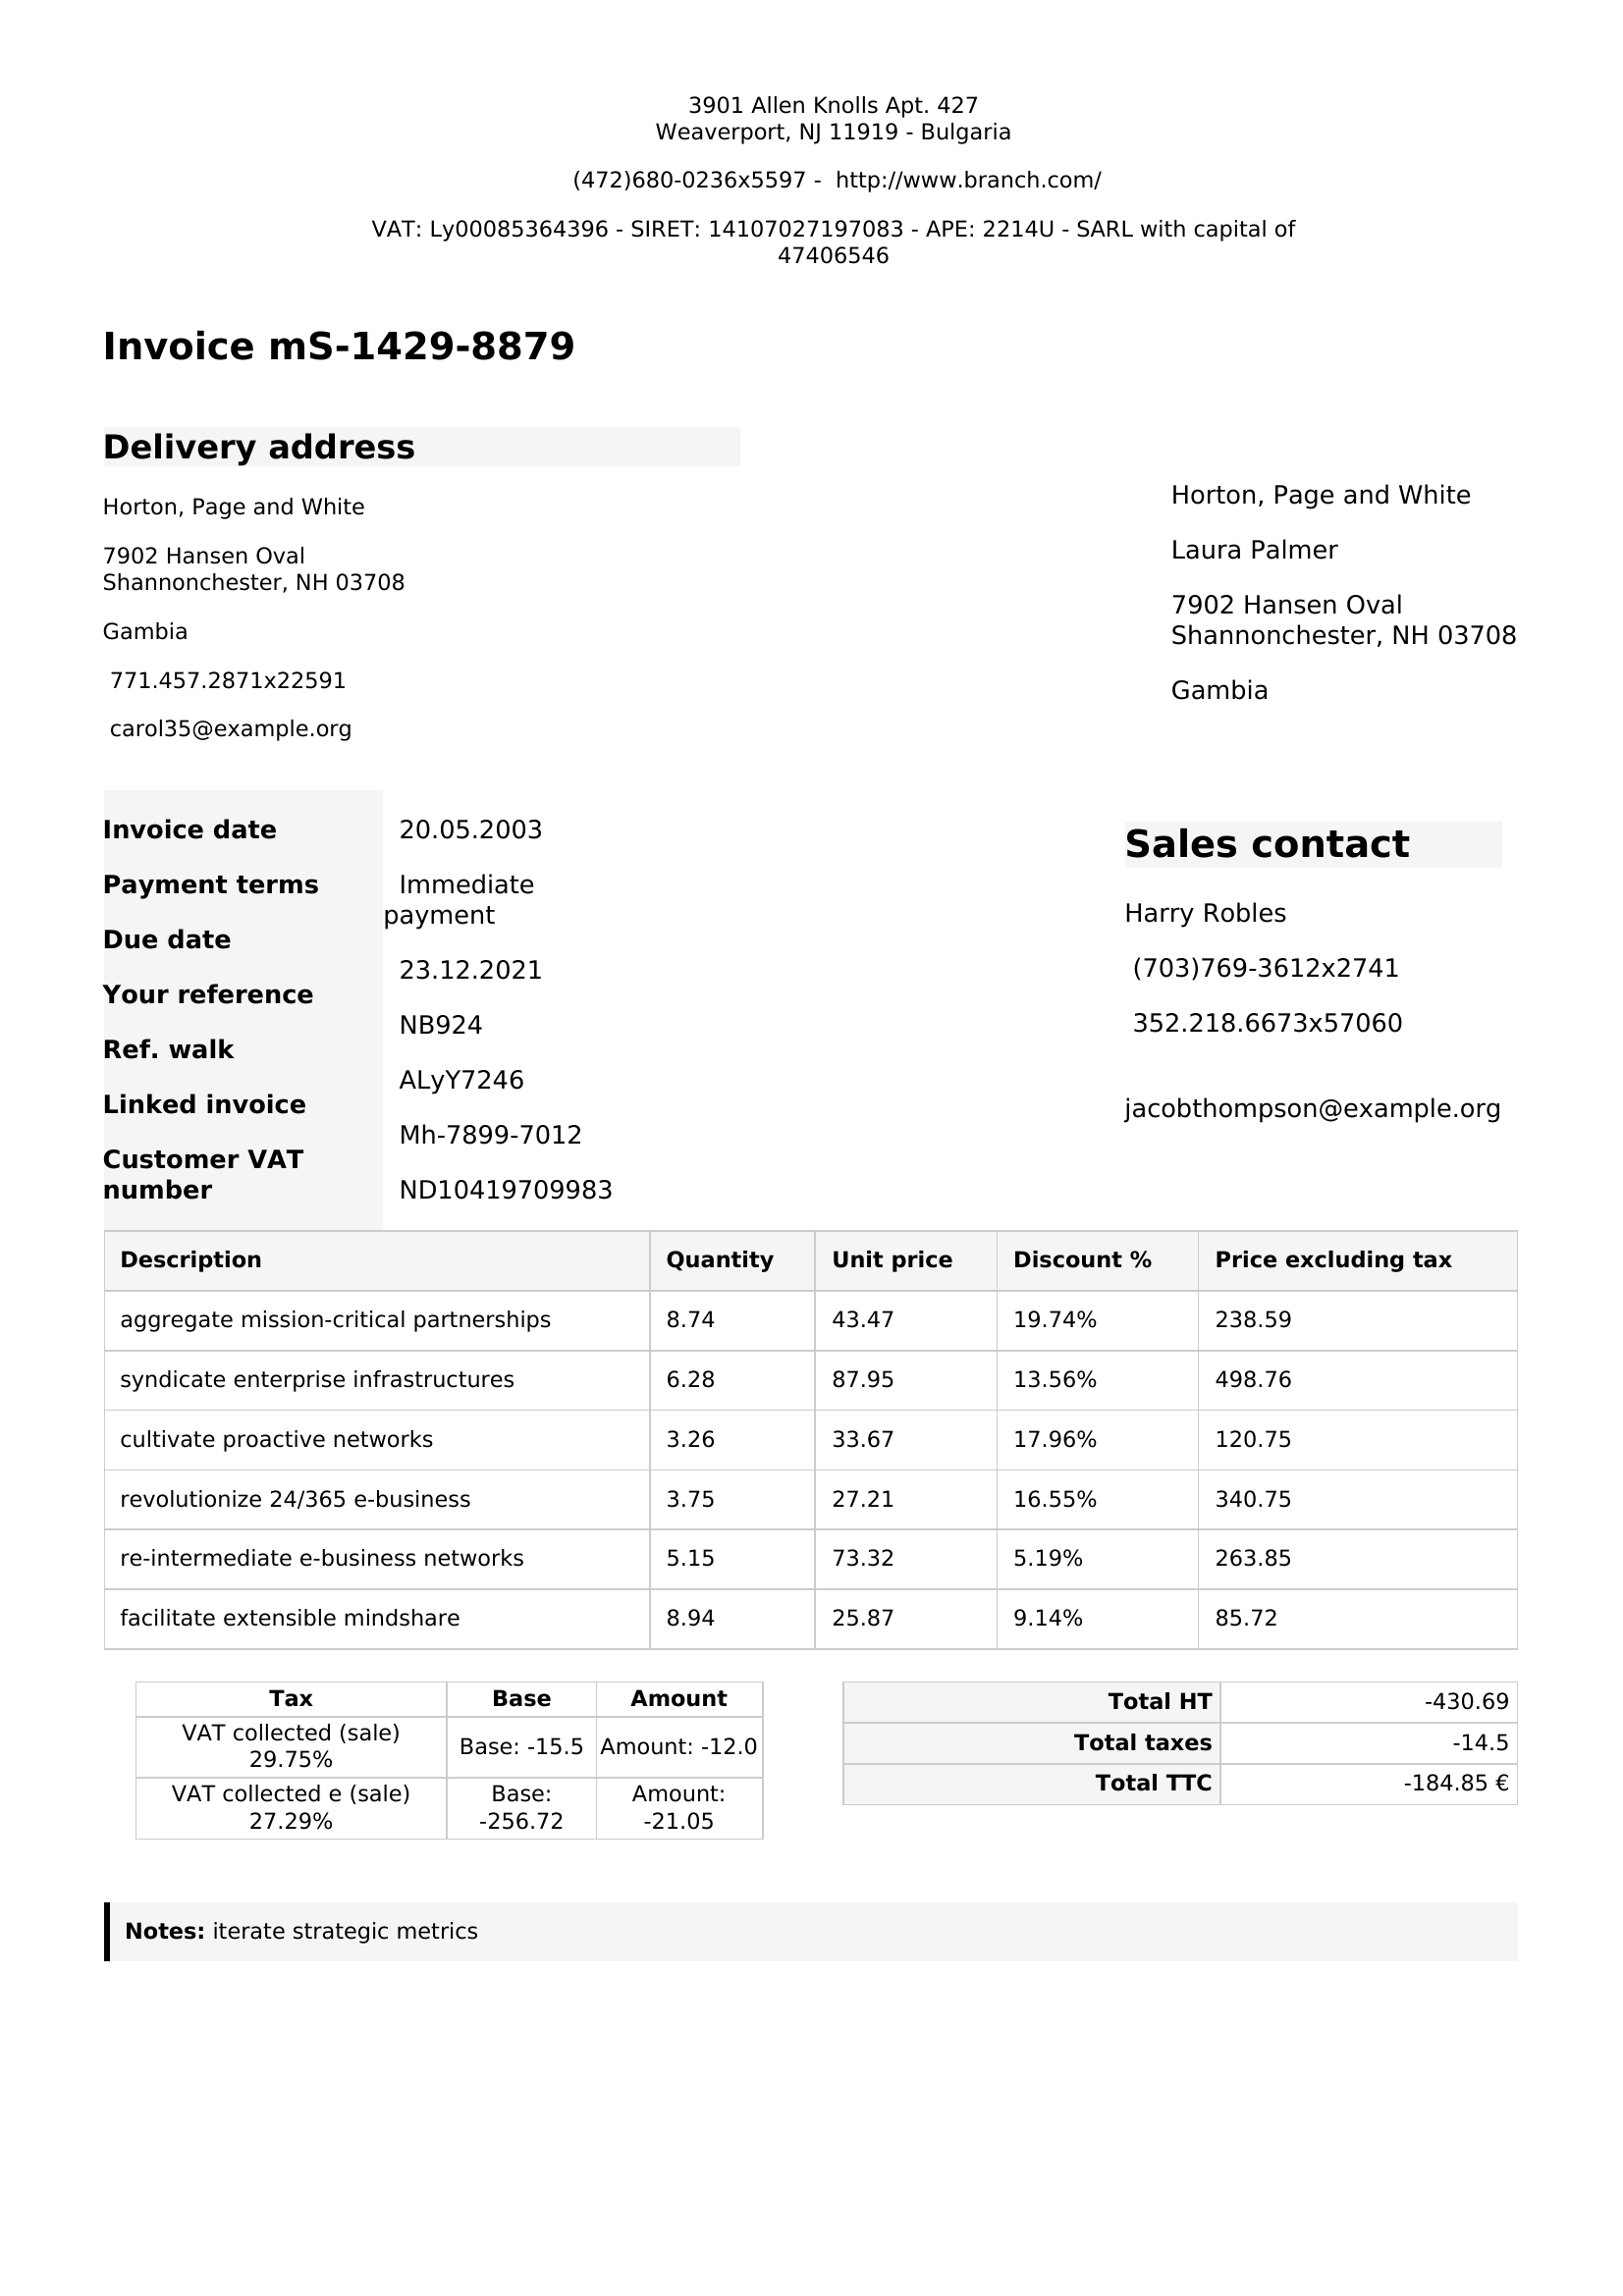 3901 Allen Knolls Apt. 427
Weaverport, NJ 11919 - Bulgaria
(472)680-0236x5597 - http://www.branch.com/
VAT: Ly00085364396 - SIRET: 14107027197083 - APE: 2214U - SARL with capital of
47406546
Invoice mS-1429-8879
Delivery address
Horton, Page and White
7902 Hansen Oval
Shannonchester, NH 03708
Gambia
771.457.2871x22591
carol35@example.org
Horton, Page and White
Laura Palmer
7902 Hansen Oval
Shannonchester, NH 03708
Gambia
Invoice date 20.05.2003
Payment terms Immediate
payment
Due date 23.12.2021
Your reference NB924
Ref. walk ALyY7246
Linked invoice Mh-7899-7012
Customer VAT
number ND10419709983
Sales contact
Harry Robles
(703)769-3612x2741
352.218.6673x57060
jacobthompson@example.org
Description Quantity Unit price Discount % Price excluding tax
aggregate mission-critical partnerships 8.74 43.47 19.74% 238.59
syndicate enterprise infrastructures 6.28 87.95 13.56% 498.76
cultivate proactive networks 3.26 33.67 17.96% 120.75
revolutionize 24/365 e-business 3.75 27.21 16.55% 340.75
re-intermediate e-business networks 5.15 73.32 5.19% 263.85
facilitate extensible mindshare 8.94 25.87 9.14% 85.72
Tax Base Amount
VAT collected (sale)
29.75% Base: -15.5 Amount: -12.0
VAT collected e (sale) Base: Amount:
27.29% -256.72 -21.05
Total HT -430.69
Total taxes -14.5
Total TTC -184.85 €
Notes: iterate strategic metrics